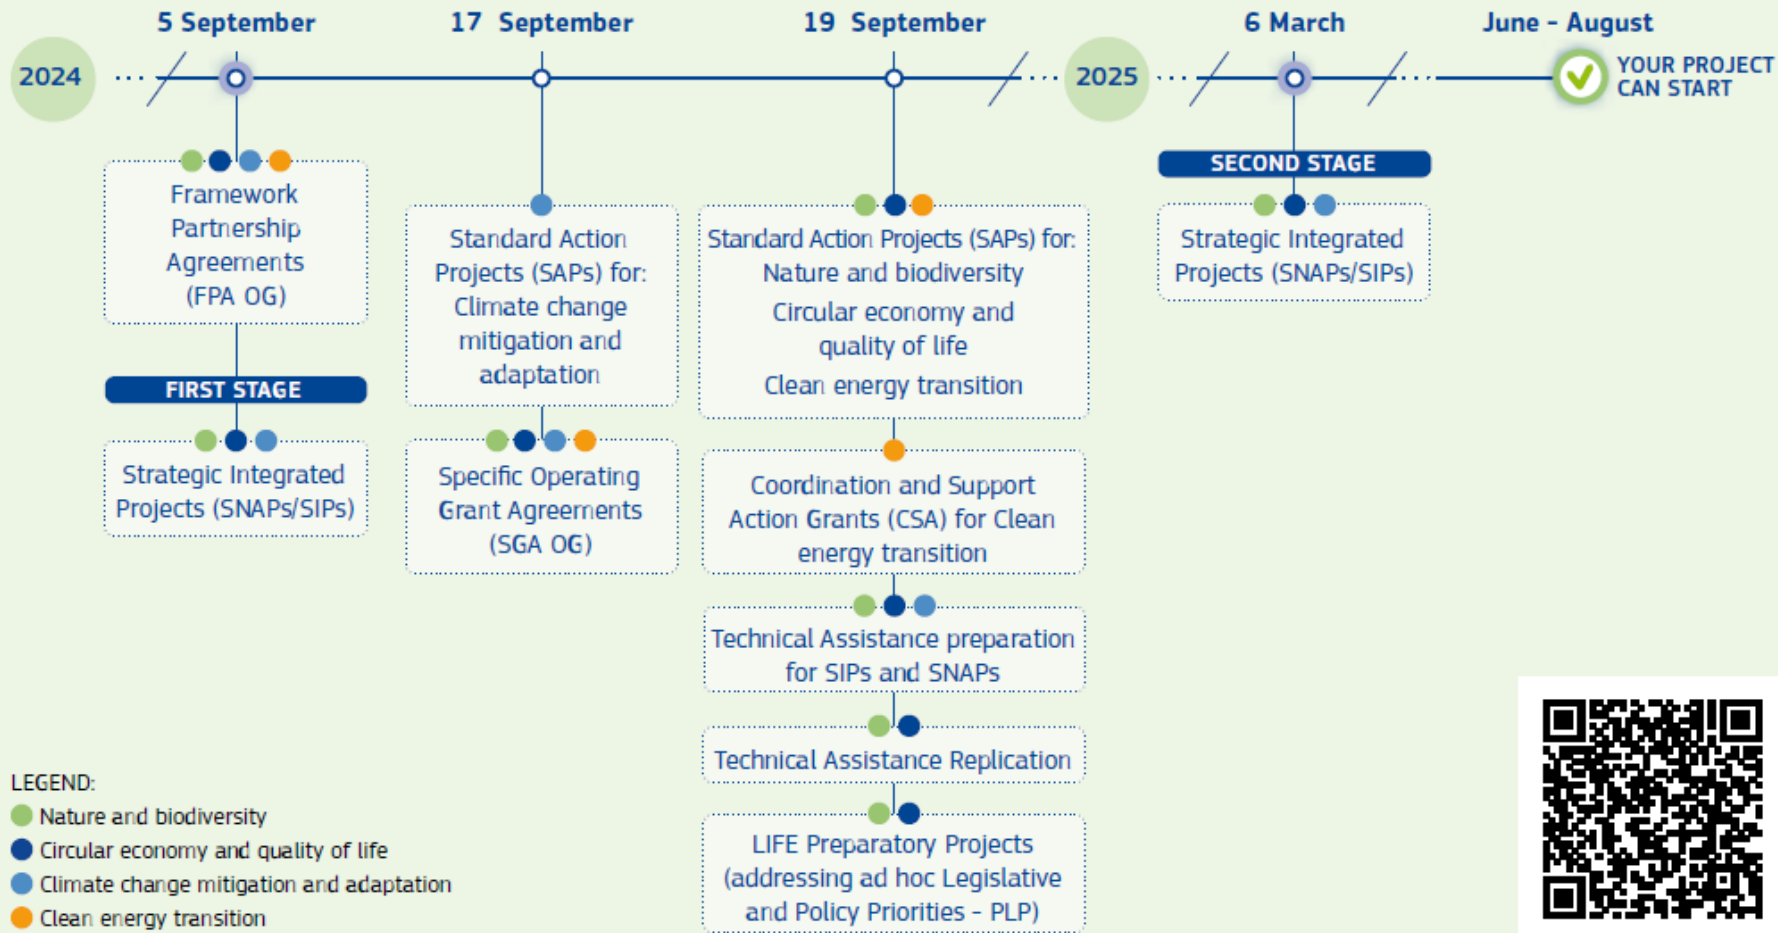 5 September
17 September
19 September
6 March
June - August
2024
2025
YOUR PROJECT
CAN START
Framework
Partnership
Agreements
(FPA OG)
FIRST STAGE
Strategic Integrated
Projects (SNAPs/SIPs)
Standard Action
Projects (SAPs) for:
Climate change
mitigation and
adaptation
Specific Operating
Grant Agreements
(SGA OG)
Standard Action Projects (SAPs) for:
Nature and biodiversity
Circular economy and
quality of life
Clean energy transition
Coordination and Support
Action Grants (CSA) for Clean
energy transition
Technical Assistance preparation
for SIPs and SNAPs
Technical Assistance Replication
LIFE Preparatory Projects
(addressing ad hoc Legislative
and Policy Priorities - PLP)
SECOND STAGE
Strategic Integrated
Projects (SNAPs/SIPs)
LEGEND:
Nature and biodiversity
Circular economy and quality of life
Climate change mitigation and adaptation
Clean energy transition